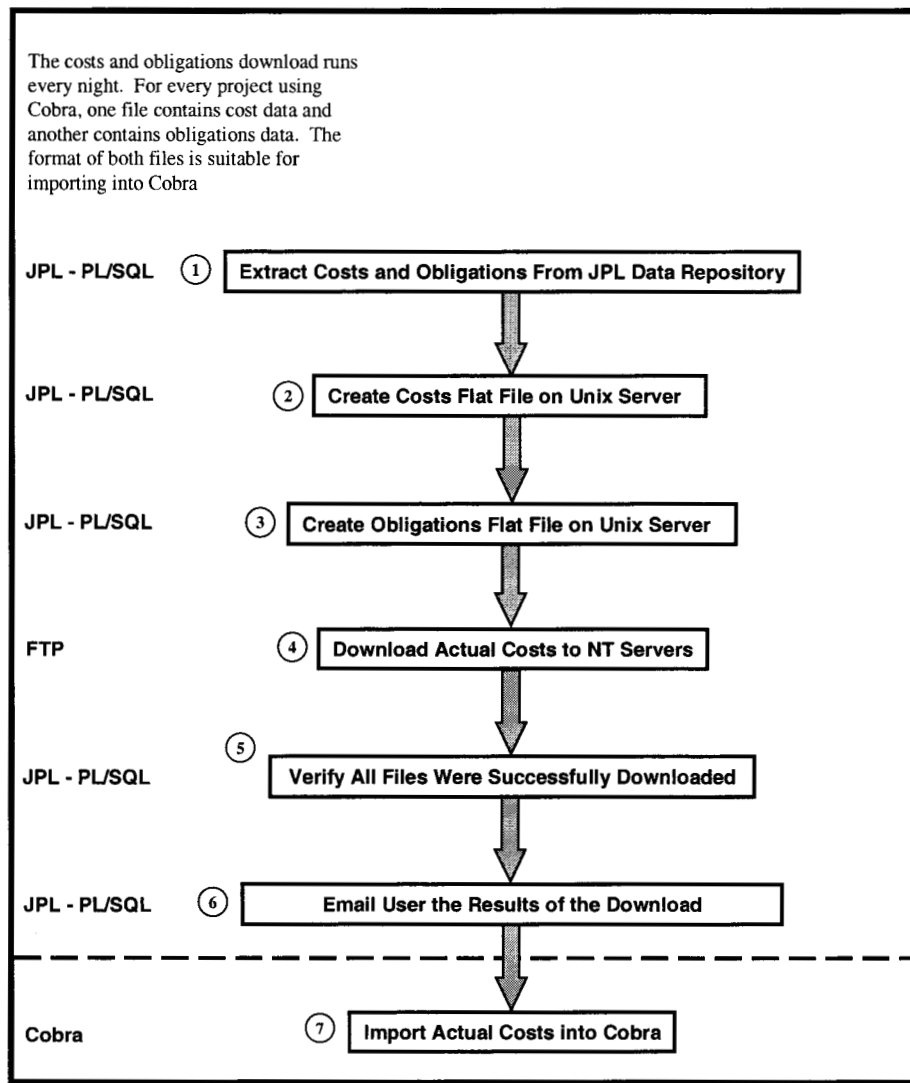 The costs and obligations download runs
every night. For every project using
Cobra, one file contains cost data and
another contains obligations data. The
format of both files is suitable for
importing into Cobra
JPL - PL/SQL 1 Extract Costs and Obligations From JPL Data Repository
JPL - PL/SQL 2 Create Costs Flat File on Unix Server
JPL - PL/SQL 3 Create Obligations Flat File on Unix Server
FTP 4 Download Actual Costs to NT Servers
JPL - PL/SQL 5 Verify All Files Were Successfully Downloaded
JPL - PL/SQL 6 Email User the Results of the Download
Cobra 7 Import Actual Costs into Cobra